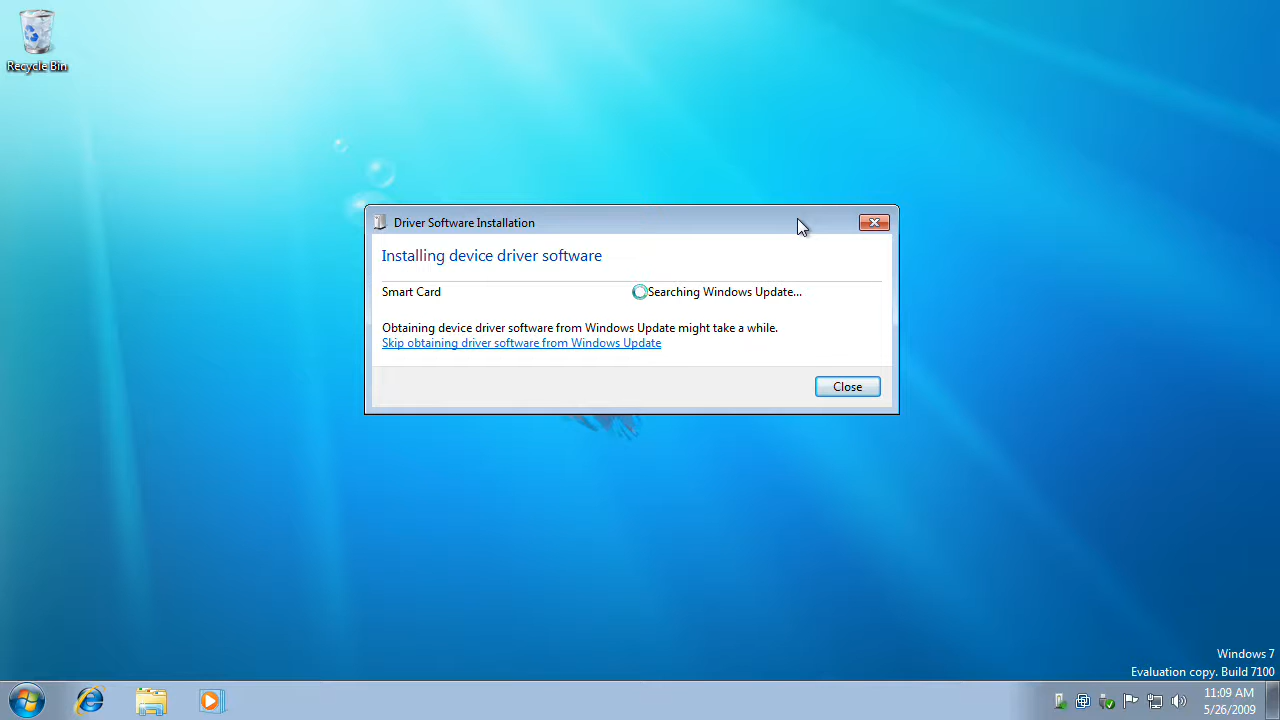 Recycle Bin
Driver Software Installation
Installing device driver software
Smart Card
Searching Windows Update...
Obtaining device driver software from Windows Update might take a while.
Skip obtaining driver software from Windows Update
Close
Windows 7
Evaluation copy. Build 7100
11:09 AM
5/26/2009